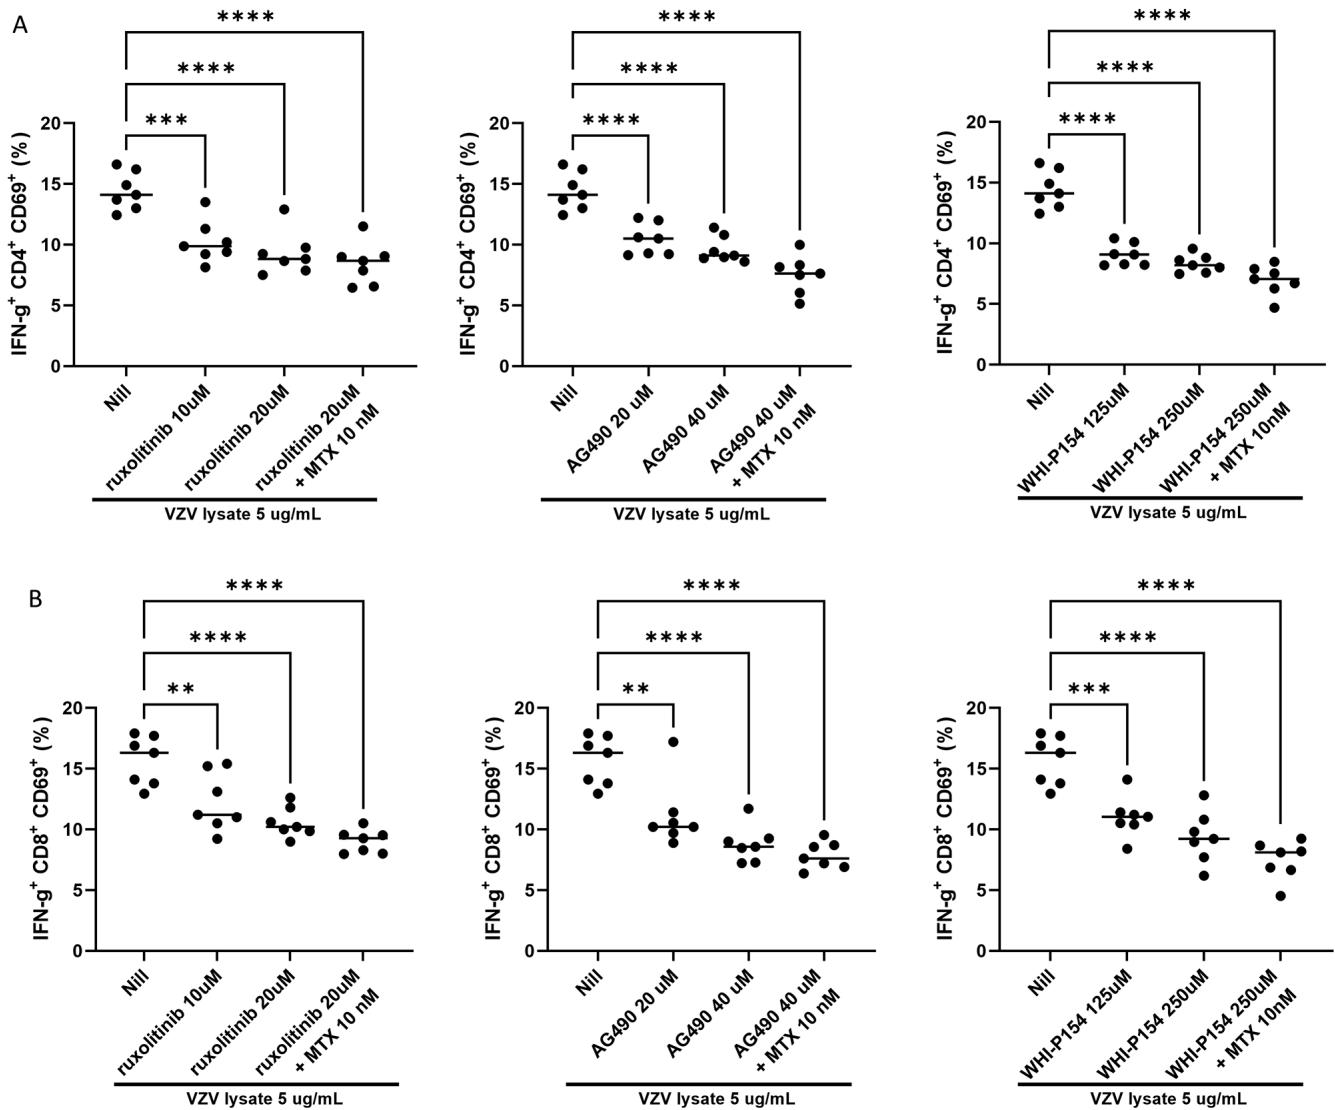 A
****
****
***
IFN-g+ CD4+ CD69+ (%)
20
15
10
5
0
Nill
ruxolitinib 10uM
ruxolitinib 20uM
ruxolitinib 20uM
+ MTX 10 nM
VZV lysate 5 ug/mL
****
****
****
IFN-g+ CD4+ CD69+ (%)
20
15
10
5
0
Nill
AG490 20 uM
AG490 40 uM
AG490 40 uM
+ MTX 10 nM
VZV lysate 5 ug/mL
****
****
****
IFN-g+ CD4+ CD69+ (%)
20
15
10
5
0
Nill
WHI-P154 125uM
WHI-P154 250uM
WHI-P154 250uM
+ MTX 10nM
VZV lysate 5 ug/mL
B
****
****
**
IFN-g+ CD8+ CD69+ (%)
20
15
10
5
0
Nill
ruxolitinib 10uM
ruxolitinib 20uM
ruxolitinib 20uM
+ MTX 10 nM
VZV lysate 5 ug/mL
****
****
**
IFN-g+ CD8+ CD69+ (%)
20
15
10
5
0
Nill
AG490 20 uM
AG490 40 uM
AG490 40 uM
+ MTX 10 nM
VZV lysate 5 ug/mL
****
****
***
IFN-g+ CD8+ CD69+ (%)
20
15
10
5
0
Nill
WHI-P154 125uM
WHI-P154 250uM
WHI-P154 250uM
+ MTX 10nM
VZV lysate 5 ug/mL